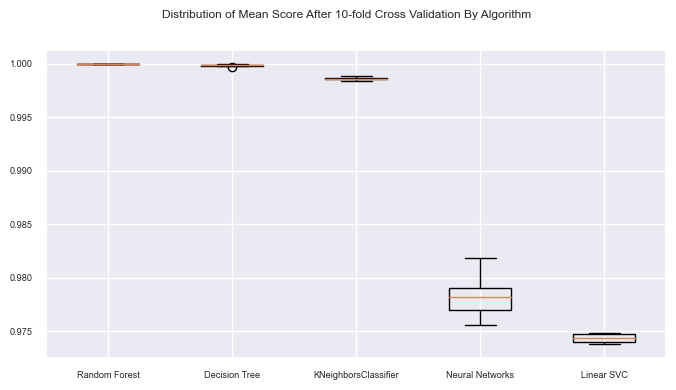 Distribution of Mean Score After 10-fold Cross Validation By Algorithm
1.000
0.995
0.990
0.985
0.980
0.975
Random Forest
Decision Tree
KNeighborsClassifier
Neural Networks
Linear SVC